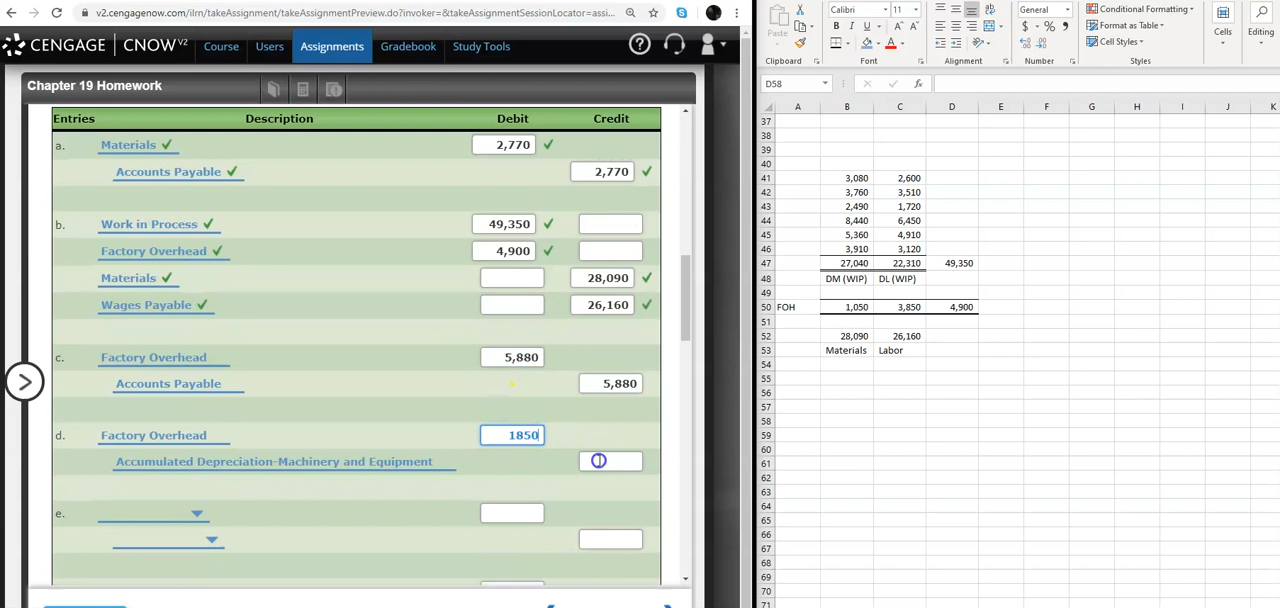 v2.cengagenow.com/ilrn/takeAssignment/takeAssignmentPreview.do?invoker=&takeAssignmentSessionLocator=assi...
CENGAGE | CNOWv2 Course Users Assignments Gradebook Study Tools
Chapter 19 Homework
Entries Description Debit Credit
a. Materials 2,770
Accounts Payable 2,770
b. Work in Process 49,350
Factory Overhead 4,900
Materials 28,090
Wages Payable 26,160
c. Factory Overhead 5,880
Accounts Payable 5,880
d. Factory Overhead 1850
Accumulated Depreciation-Machinery and Equipment
e.
Paste
Calibri 11
B I U A A
A
General
$ % 9
Conditional Formatting
Format as Table
Cell Styles
Cells
Editing
Clipboard Font Alignment Number Styles
D58 fx
A B C D E F G H I J K
37
38
39
40
41 3,080 2,600
42 3,760 3,510
43 2,490 1,720
44 8,440 6,450
45 5,360 4,910
46 3,910 3,120
47 27,040 22,310 49,350
48 DM (WIP) DL (WIP)
49
50 FOH 1,050 3,850 4,900
51
52 28,090 26,160
53 Materials Labor
54
55
56
57
58
59
60
61
62
63
64
65
66
67
68
69
70
71